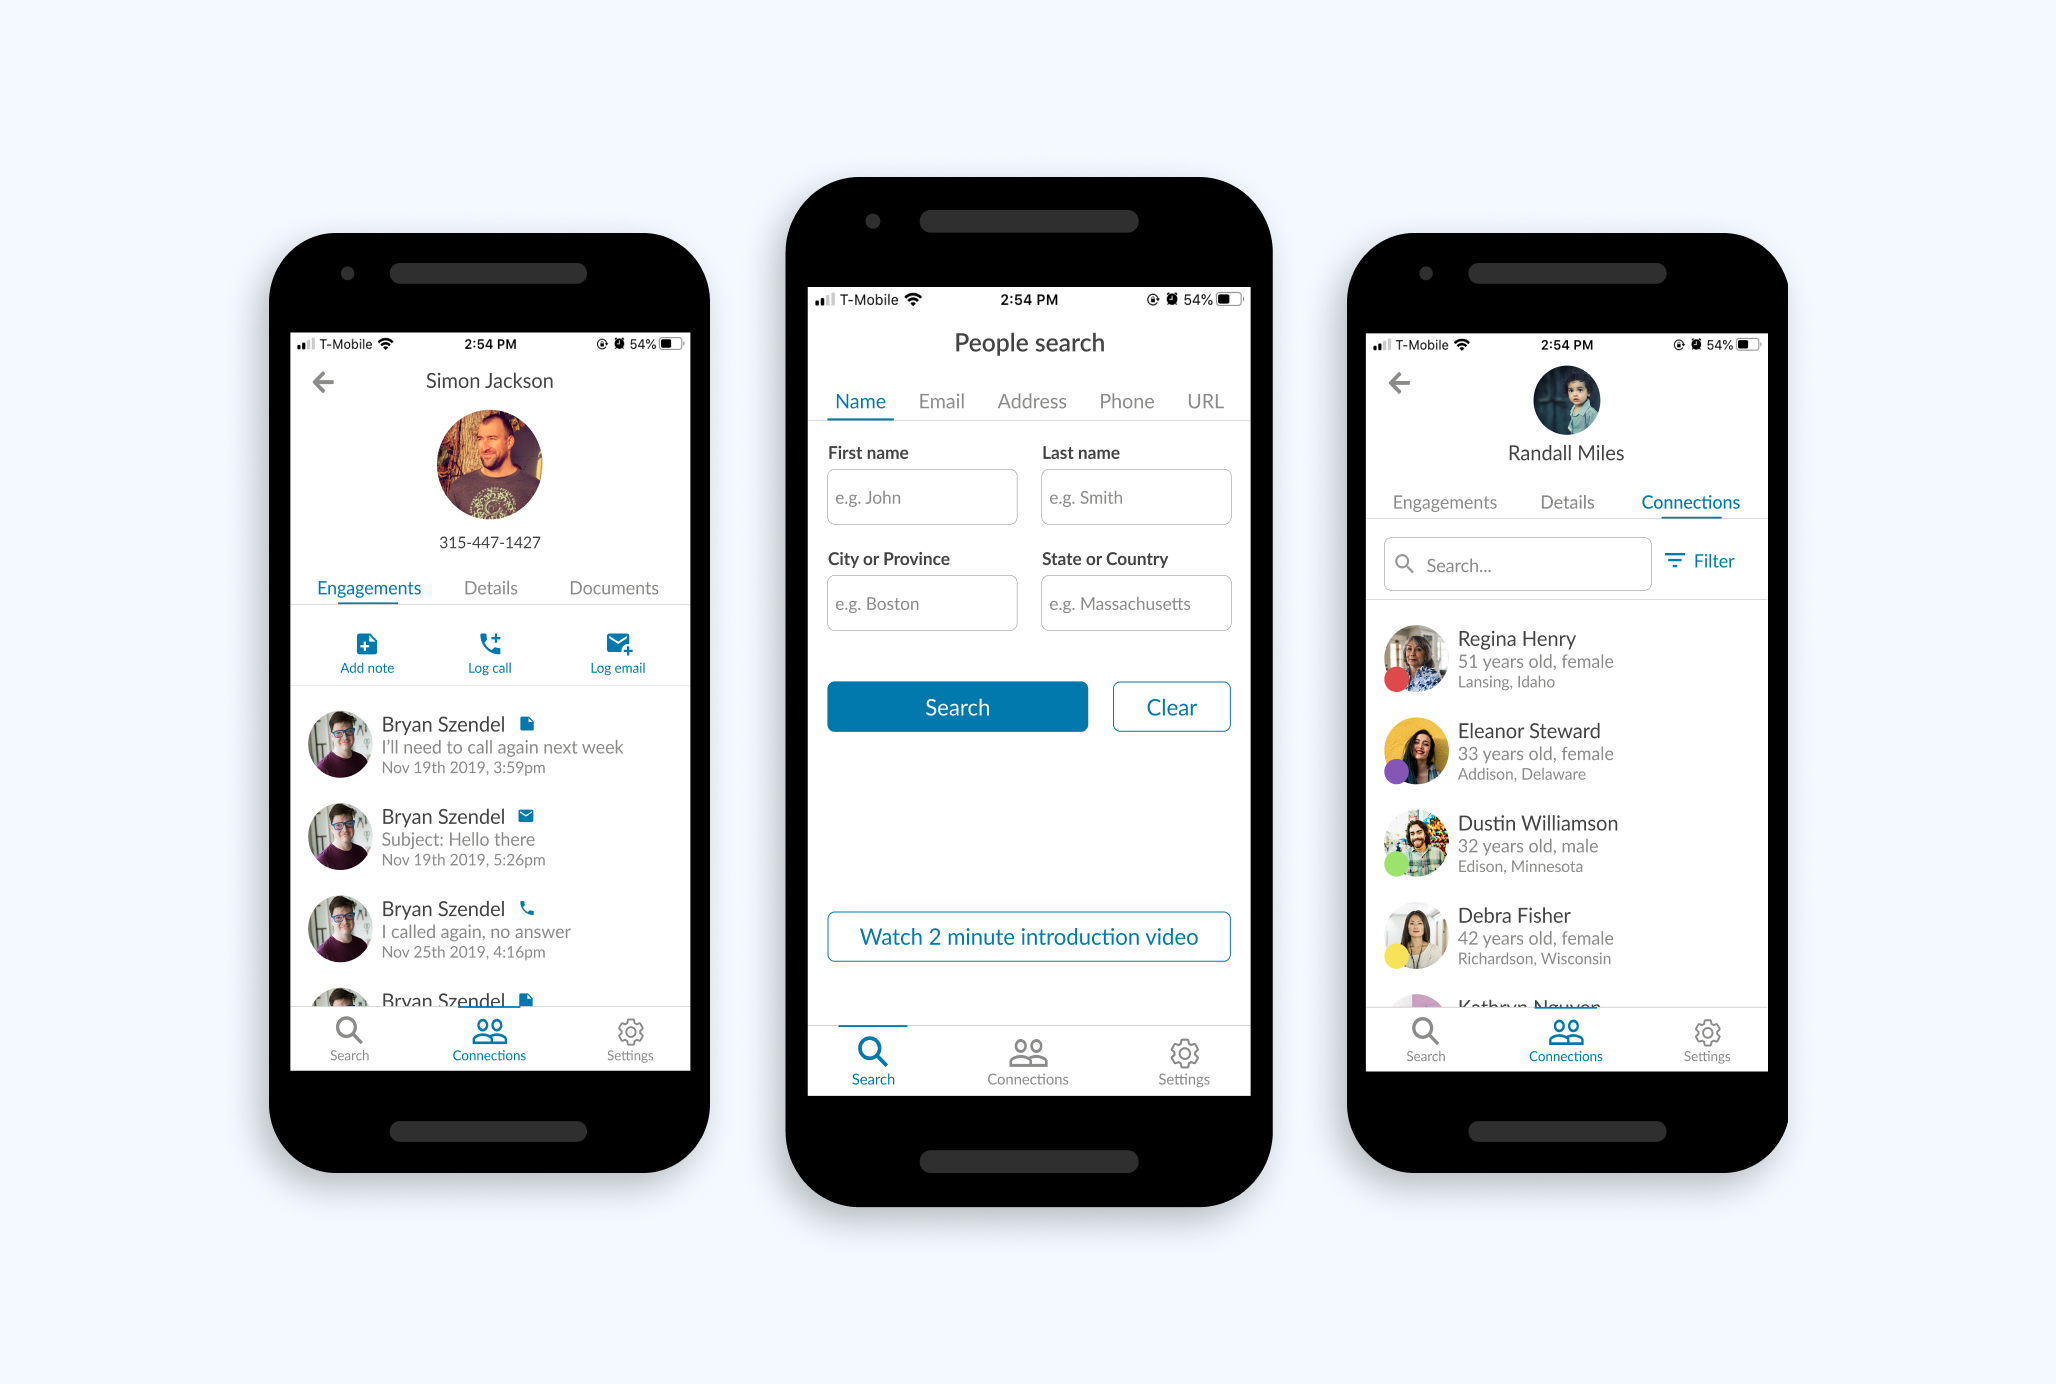 T-Mobile 2:54 PM 54%
Simon Jackson
315-447-1427
Engagements Details Documents
Add note Log call Log email
Bryan Szendel
I'll need to call again next week
Nov 19th 2019, 3:59pm
Bryan Szendel
Subject: Hello there
Nov 19th 2019, 5:26pm
Bryan Szendel
I called again, no answer
Nov 25th 2019, 4:16pm
Bryan Szendel
Search Connections Settings
T-Mobile 2:54 PM 54%
People search
Name Email Address Phone URL
First name Last name
e.g. John e.g. Smith
City or Province State or Country
e.g. Boston e.g. Massachusetts
Search Clear
Watch 2 minute introduction video
Search Connections Settings
T-Mobile 2:54 PM 54%
Randall Miles
Engagements Details Connections
Search... Filter
Regina Henry
51 years old, female
Lansing, Idaho
Eleanor Steward
33 years old, female
Addison, Delaware
Dustin Williamson
32 years old, male
Edison, Minnesota
Debra Fisher
42 years old, female
Richardson, Wisconsin
Kathryn Nguyen
Search Connections Settings